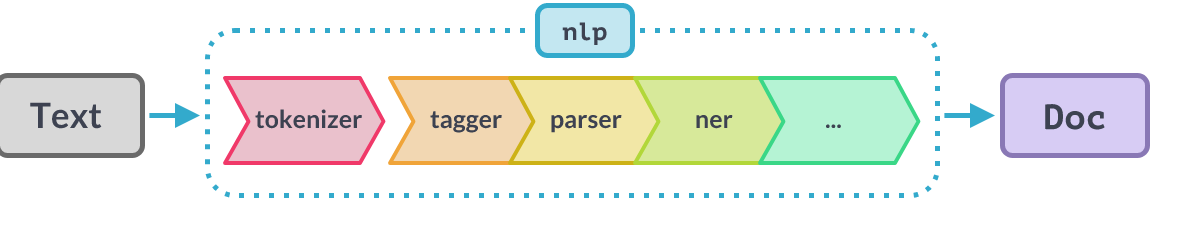 nlp
Text tokenizer tagger parser ner ... Doc